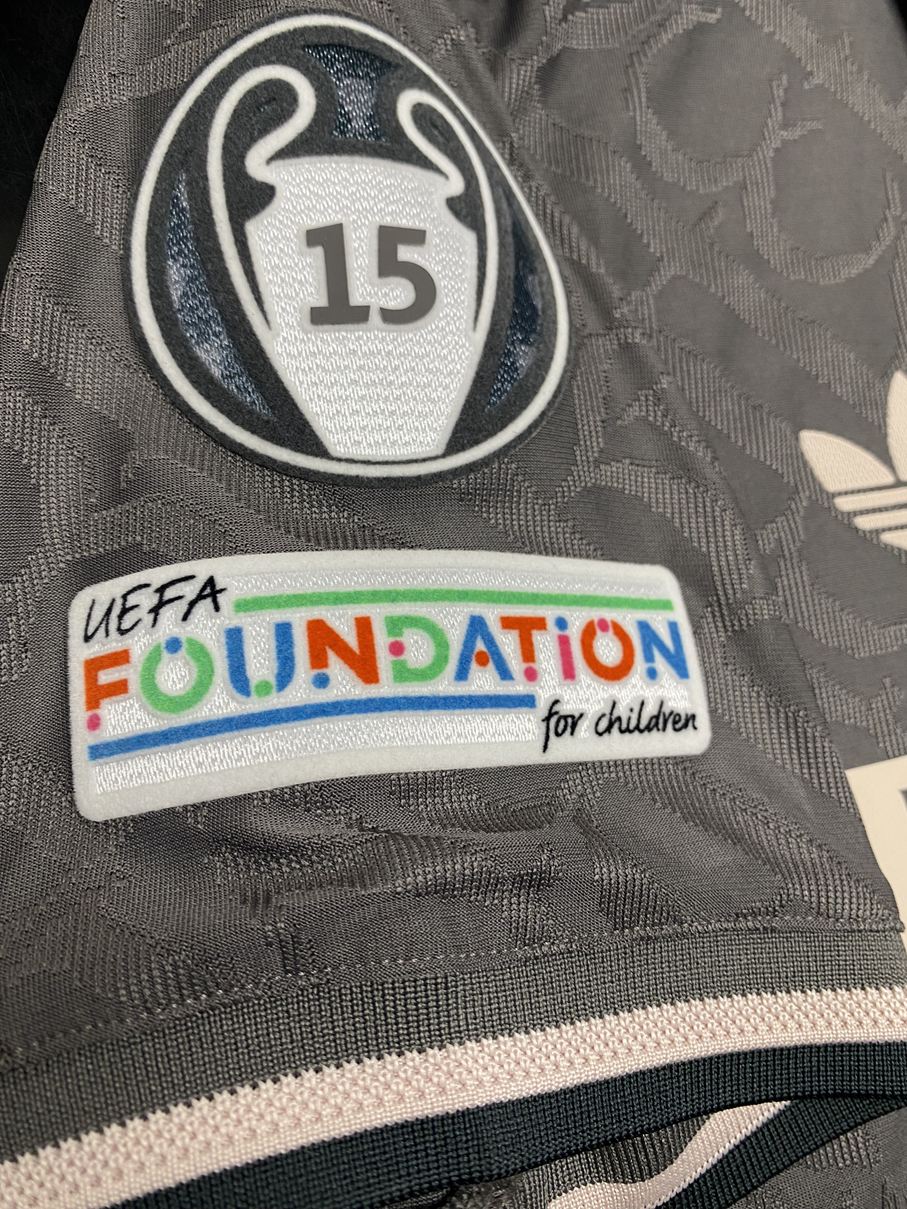 15
UEFA
FOUNDATION
for children